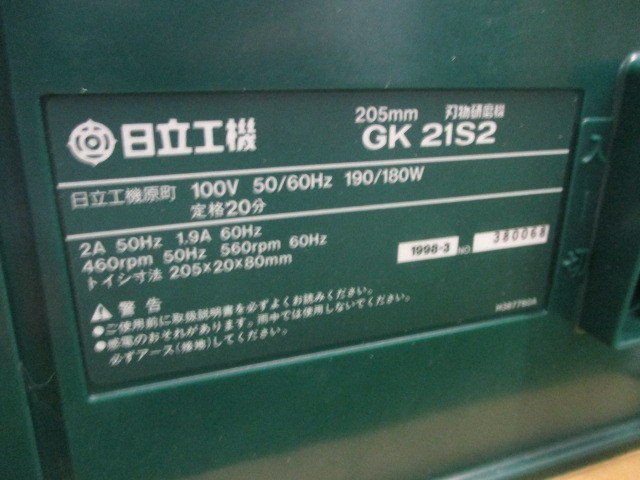 205mm 刃物研磨機
日立工機 GK 21S2
日立工機原町 100V 50/60Hz 190/180W
定格20分
2A 50Hz 1.9A 60Hz
460rpm 50Hz 560rpm 60Hz
トイシ寸法 205×20×80mm
1998-3 NO 380068
警告
●ご使用前に取扱説明書を必ずよくお読みください。
●感電のおそれがあります。雨中では使用しないでください。
必ずアース(接地)してください。
入